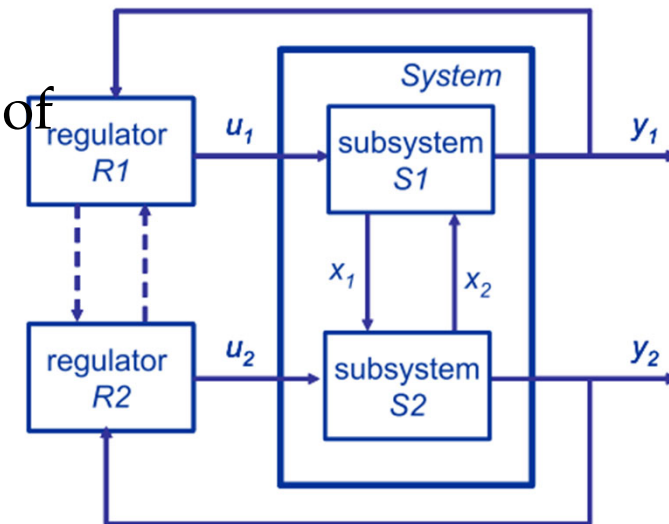 System
of
regulator
R1
u1
subsystem
S1
y1
x1
x2
regulator
R2
u2
subsystem
S2
y2